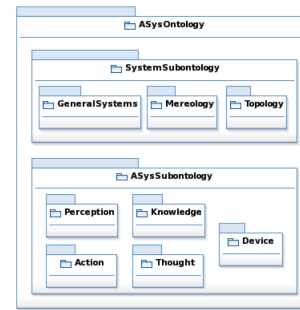 ASysOntology
SystemSubontology
GeneralSystems Mereology Topology
ASysSubontology
Perception Knowledge
Device
Action Thought